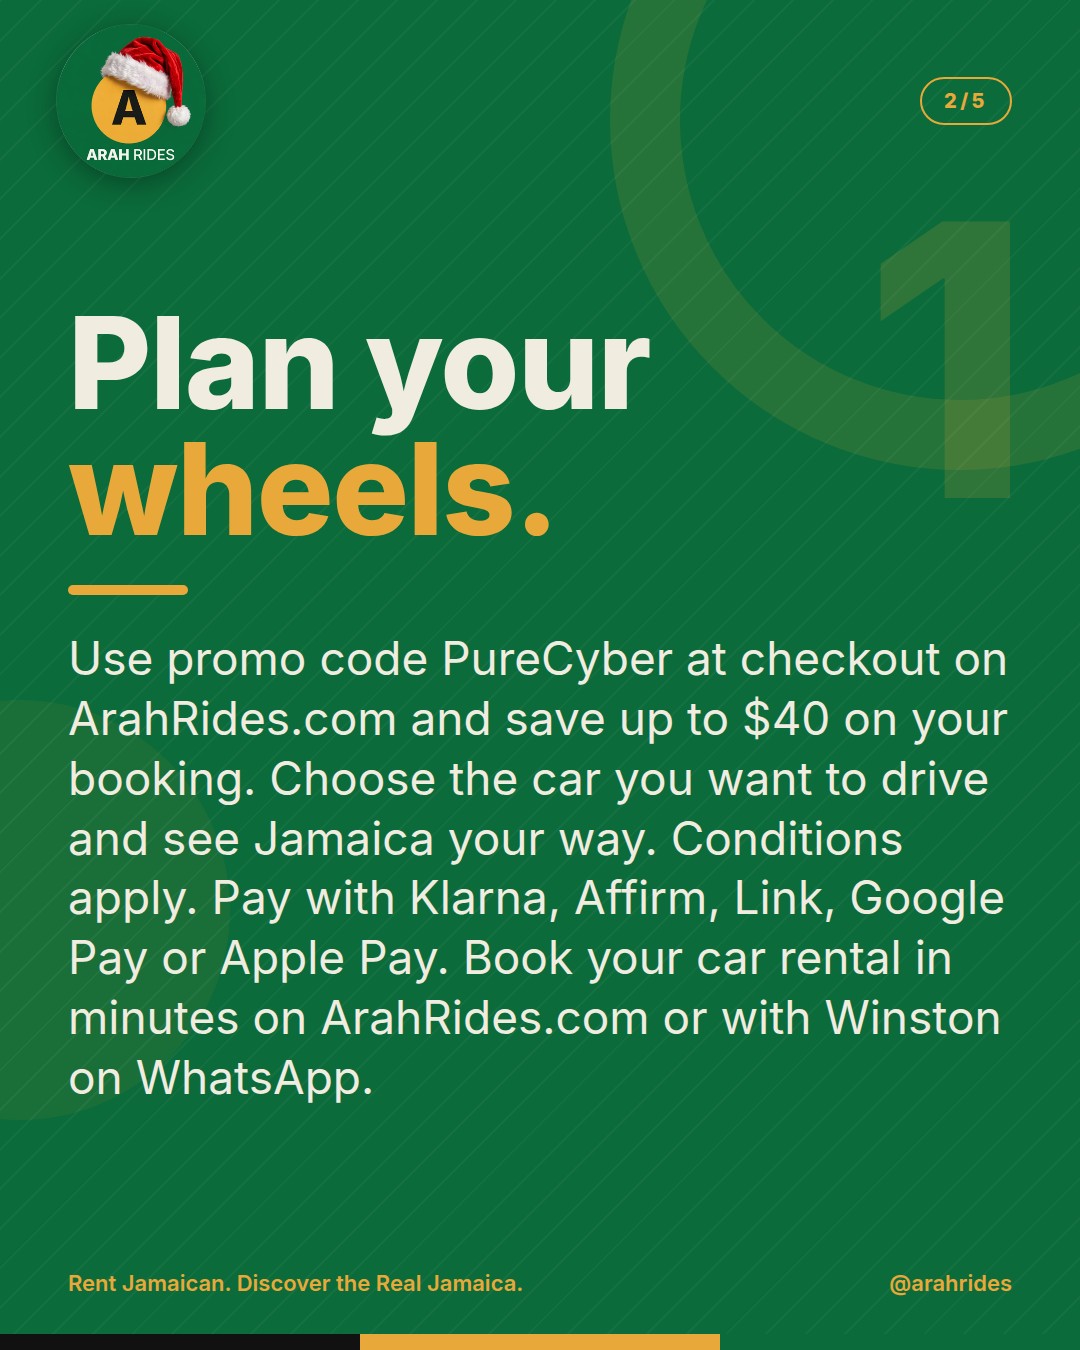 A
ARAH RIDES
2/5
1
Plan your
wheels.
Use promo code PureCyber at checkout on
ArahRides.com and save up to $40 on your
booking. Choose the car you want to drive
and see Jamaica your way. Conditions
apply. Pay with Klarna, Affirm, Link, Google
Pay or Apple Pay. Book your car rental in
minutes on ArahRides.com or with Winston
on WhatsApp.
Rent Jamaican. Discover the Real Jamaica.
@arahrides